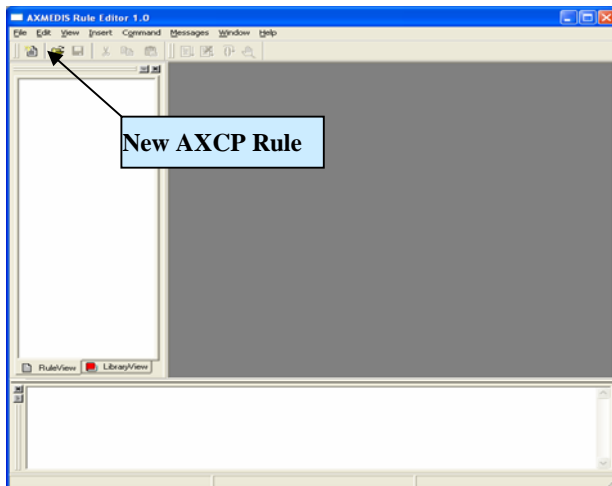 AXMEDIS Rule Editor 1.0
File Edit View Insert Command Messages Window Help
New AXCP Rule
RuleView LibraryView